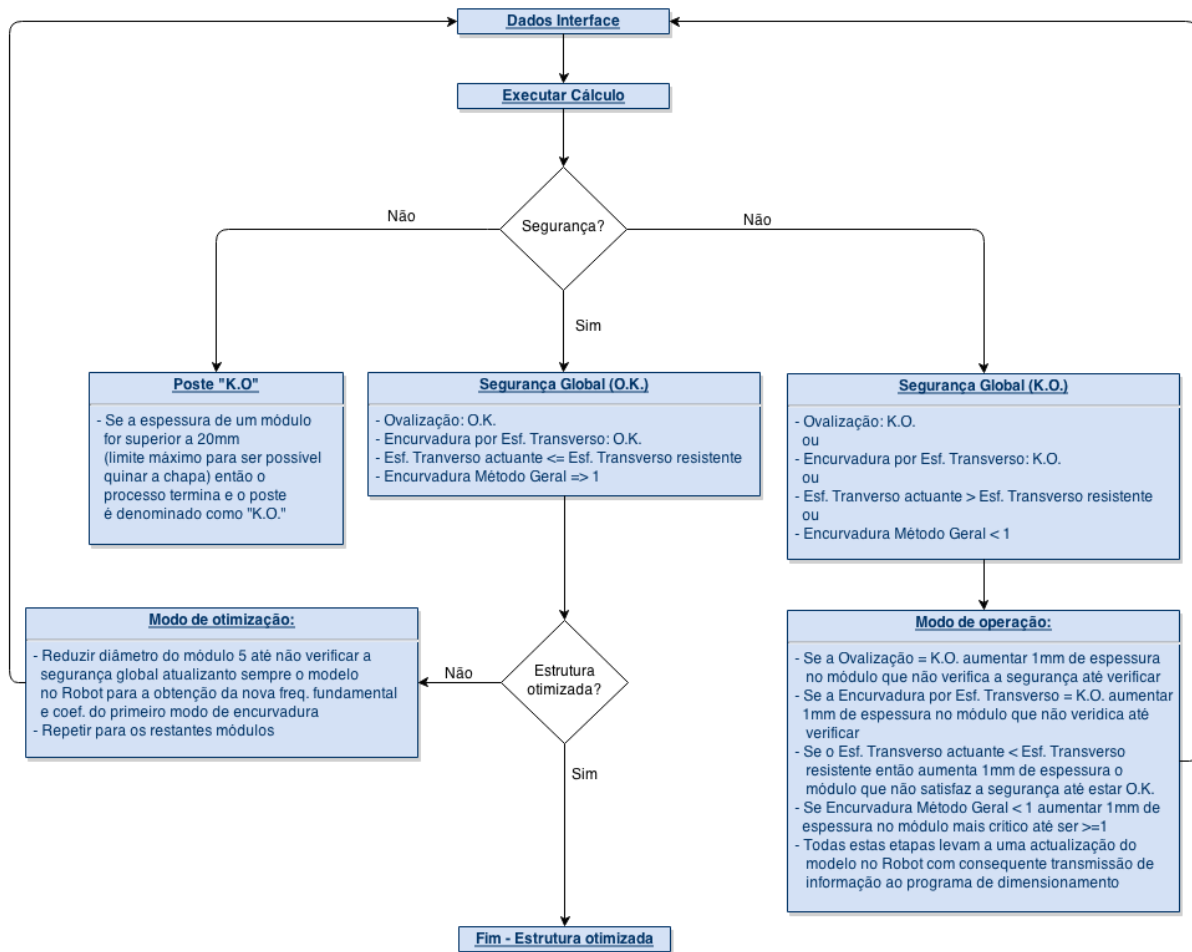 Dados Interface
Executar Cálculo
Segurança?
Não
Não
Sim
Poste "K.O"
- Se a espessura de um módulo
for superior a 20mm
(limite máximo para ser possível
quinar a chapa) então o
processo termina e o poste
é denominado como "K.O."
Segurança Global (O.K.)
- Ovalização: O.K.
- Encurvadura por Esf. Transverso: O.K.
- Esf. Tranverso actuante <= Esf. Transverso resistente
- Encurvadura Método Geral => 1
Segurança Global (K.O.)
- Ovalização: K.O.
ou
- Encurvadura por Esf. Transverso: K.O.
ou
- Esf. Tranverso actuante > Esf. Transverso resistente
ou
- Encurvadura Método Geral < 1
Modo de otimização:
- Reduzir diâmetro do módulo 5 até não verificar a
segurança global atualizanto sempre o modelo
no Robot para a obtenção da nova freq. fundamental
e coef. do primeiro modo de encurvadura
- Repetir para os restantes módulos
Não
Estrutura
otimizada?
Sim
Modo de operação:
- Se a Ovalização = K.O. aumentar 1mm de espessura
no módulo que não verifica a segurança até verificar
- Se a Encurvadura por Esf. Transverso = K.O. aumentar
1mm de espessura no módulo que não veridica até
verificar
- Se o Esf. Transverso actuante < Esf. Transverso
resistente então aumenta 1mm de espessura o
módulo que não satisfaz a segurança até estar O.K.
- Se Encurvadura Método Geral < 1 aumentar 1mm de
espessura no módulo mais crítico até ser >=1
- Todas estas etapas levam a uma actualização do
modelo no Robot com consequente transmissão de
informação ao programa de dimensionamento
Fim - Estrutura otimizada